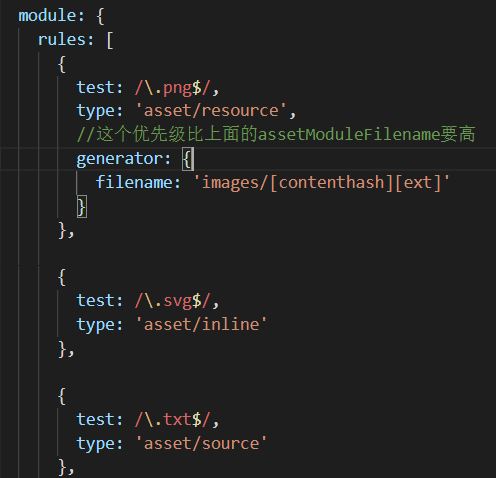 module: {
rules: [
{
test: /\.png$/,
type: 'asset/resource',
//这个优先级比上面的assetModuleFilename要高
generator: {
filename: 'images/[contenthash][ext]'
}
},
{
test: /\.svg$/,
type: 'asset/inline'
},
{
test: /\.txt$/,
type: 'asset/source'
},